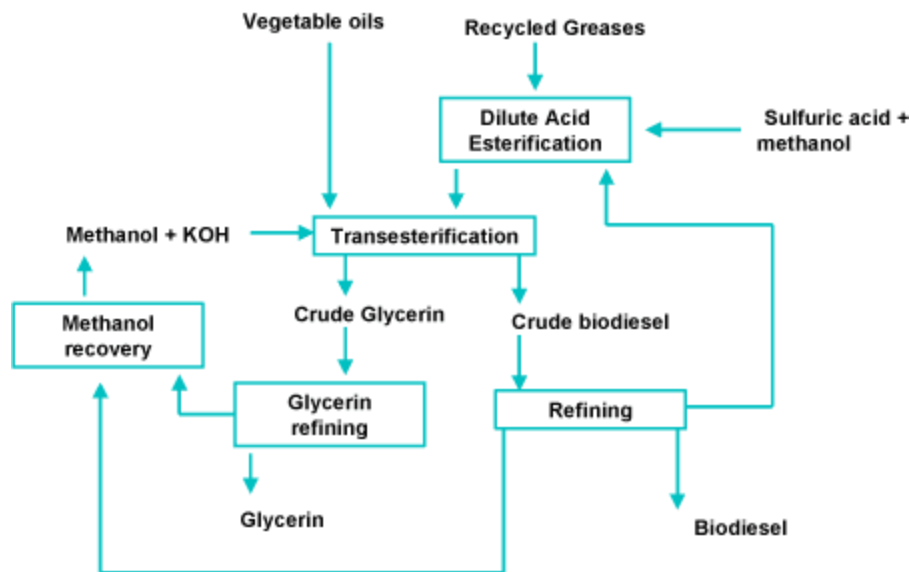 Vegetable oils
Recycled Greases
Dilute Acid
Esterification
Sulfuric acid +
methanol
Methanol + KOH
Transesterification
Methanol
recovery
Crude Glycerin
Crude biodiesel
Glycerin
refining
Refining
Glycerin
Biodiesel